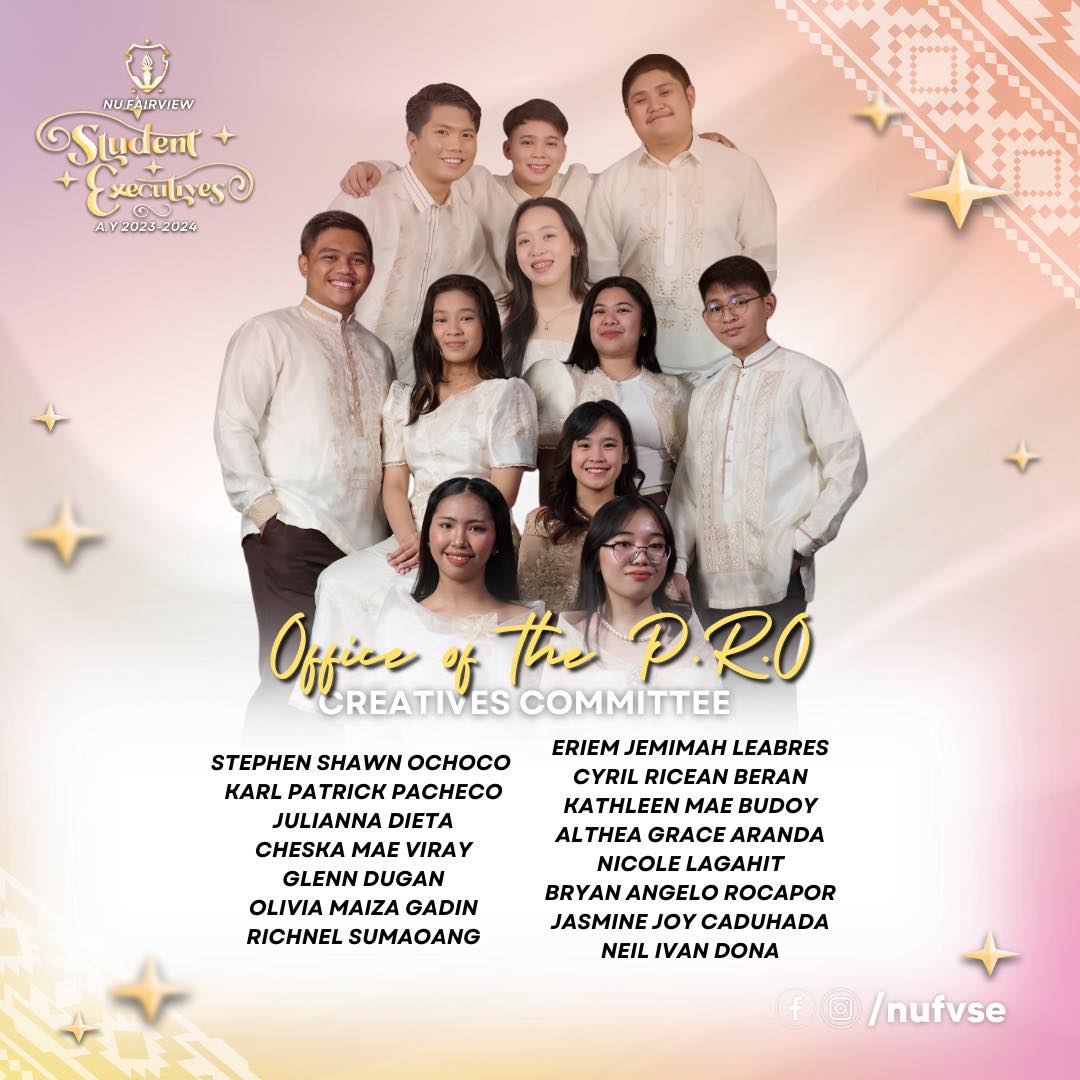 NU FAIRVIEW
Student
Executives
A.Y 2023-2024
Office of the P.R.O
CREATIVES COMMITTEE
STEPHEN SHAWN OCHOCO
KARL PATRICK PACHECO
JULIANNA DIETA
CHESKA MAE VIRAY
GLENN DUGAN
OLIVIA MAIZA GADIN
RICHNEL SUMAOANG
ERIEM JEMIMAH LEABRES
CYRIL RICEAN BERAN
KATHLEEN MAE BUDOY
ALTHEA GRACE ARANDA
NICOLE LAGAHIT
BRYAN ANGELO ROCAPOR
JASMINE JOY CADUHADA
NEIL IVAN DONA
/nufvse